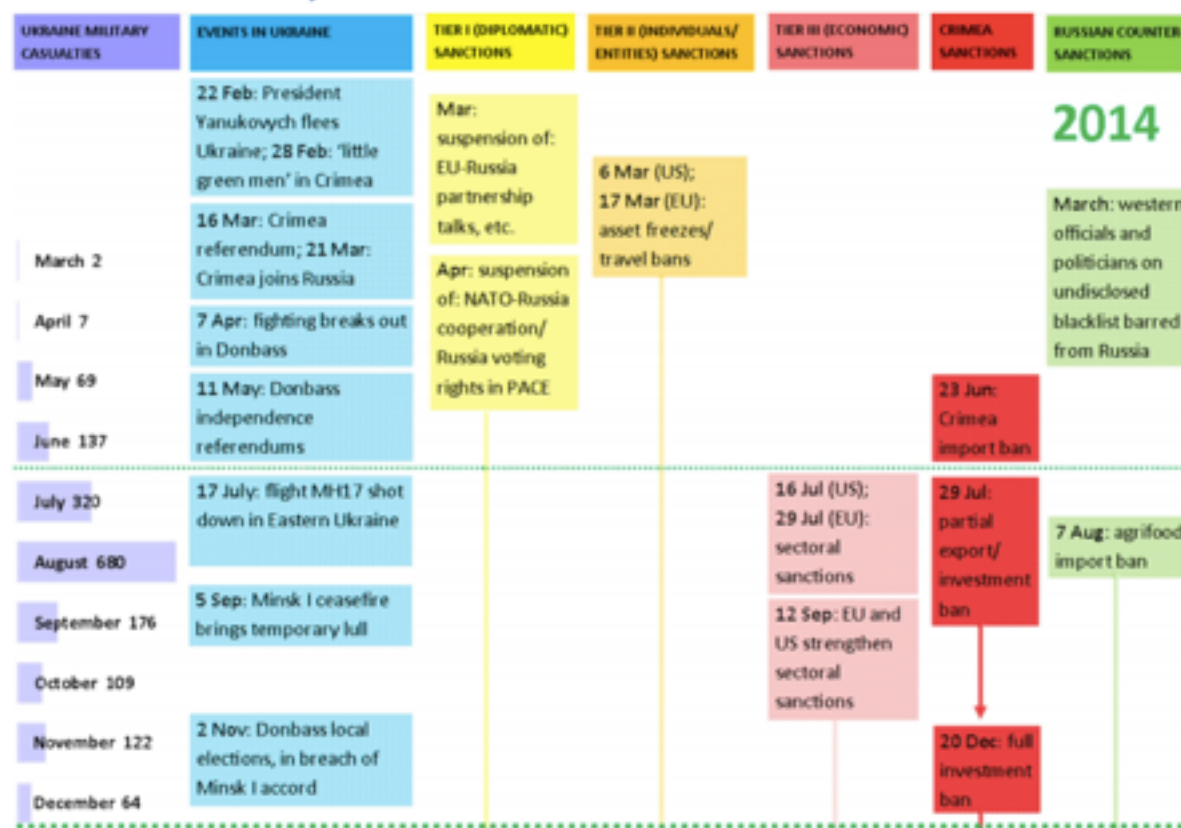 UKRAINE MILITARY
CASUALTIES
EVENTS IN UKRAINE
TIER I (DIPLOMATIC)
SANCTIONS
TIER II (INDIVIDUALS/
ENTITIES) SANCTIONS
TIER III (ECONOMIC)
SANCTIONS
CRIMEA
SANCTIONS
RUSSIAN COUNTER
SANCTIONS
2014
March 2
April 7
May 69
June 137
July 320
August 680
September 176
October 109
November 122
December 64
22 Feb: President
Yanukovych flees
Ukraine; 28 Feb: 'little
green men' in Crimea
16 Mar: Crimea
referendum; 21 Mar:
Crimea joins Russia
7 Apr: fighting breaks out
in Donbass
11 May: Donbass
independence
referendums
17 July: flight MH17 shot
down in Eastern Ukraine
5 Sep: Minsk I ceasefire
brings temporary lull
2 Nov: Donbass local
elections, in breach of
Minsk I accord
Mar:
suspension of:
EU-Russia
partnership
talks, etc.
Apr: suspension
of: NATO-Russia
cooperation/
Russia voting
rights in PACE
6 Mar (US);
17 Mar (EU):
asset freezes/
travel bans
16 Jul (US);
29 Jul (EU):
sectoral
sanctions
12 Sep: EU and
US strengthen
sectoral
sanctions
23 Jun:
Crimea
import ban
29 Jul:
partial
export/
investment
ban
20 Dec: full
investment
ban
March: western
officials and
politicians on
undisclosed
blacklist barred
from Russia
7 Aug: agrifood
import ban